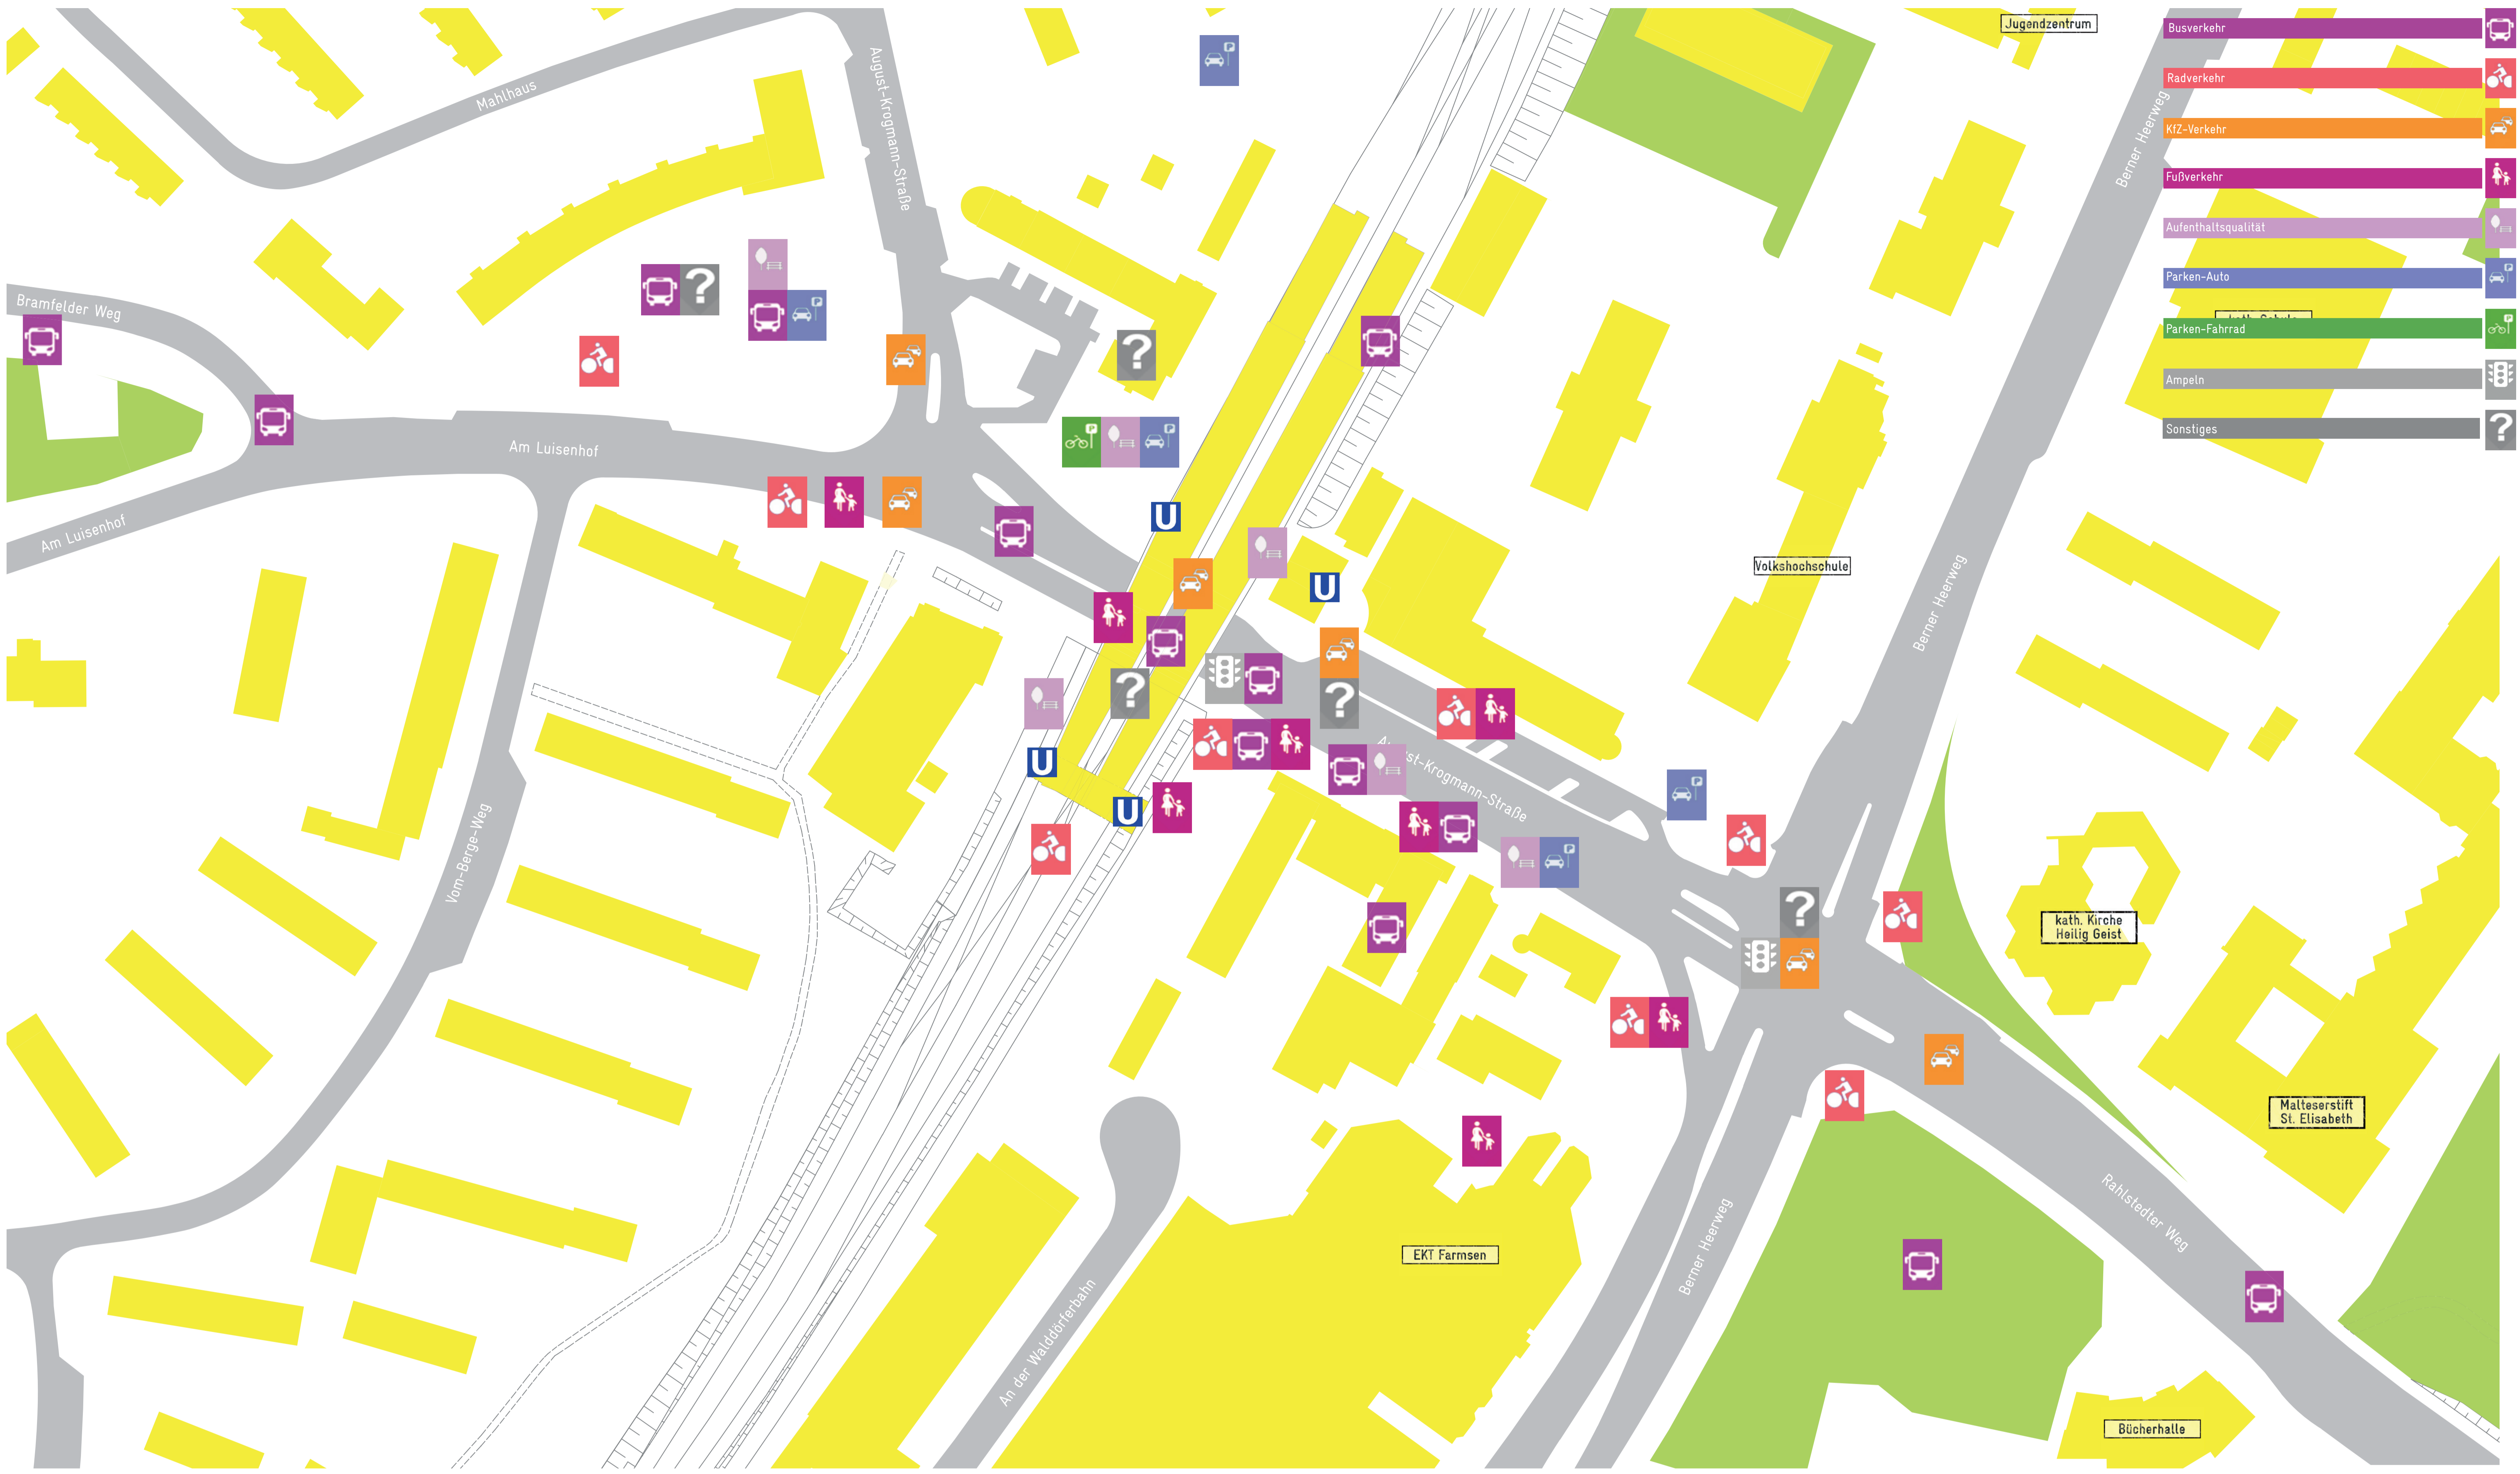 Jugendzentrum
Busverkehr
Radverkehr
KfZ-Verkehr
Fußverkehr
Aufenthaltsqualität
Parken-Auto
Parken-Fahrrad
Ampeln
Sonstiges
Mahlhaus
August-Krogmann-Straße
Berner Heerweg
Bramfelder Weg
Am Luisenhof
Am Luisenhof
U
U
Volkshochschule
Berner Heerweg
U
U
August-Krogmann-Straße
Vom-Berge-Weg
kath. Kirche
Heilig Geist
Malteserstift
St. Elisabeth
EKT Farmsen
Berner Heerweg
Rahlstedter Weg
An der Walddörferbahn
Bücherhalle